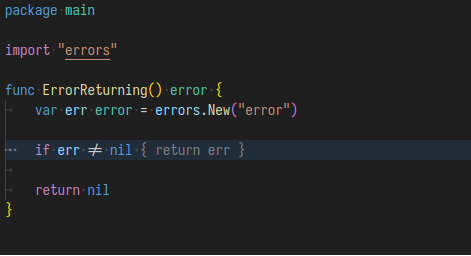 package main
import "errors"
func ErrorReturning() error {
var err error = errors.New("error")
if err ≠ nil { return err }
return nil
}